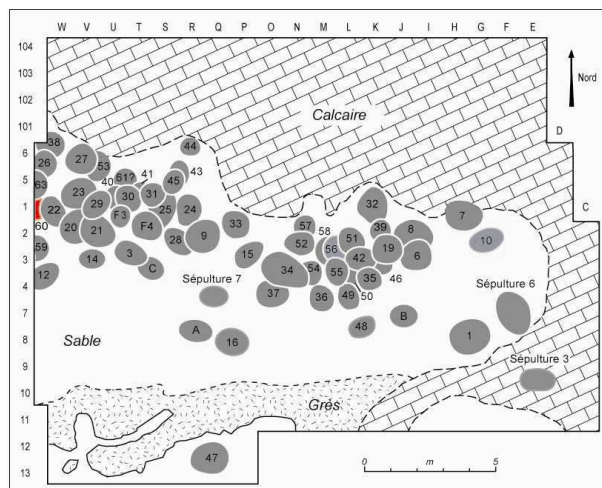 W V U T S R Q P O N M L K J I H G F E
104
103
102
101
6
5
1
2
3
4
7
8
9
10
11
12
13
D
C
Nord
Calcaire
38 44
26 27 53 61? 41 43
63 40 45
23 30 31
60 22 29 F3 25 24 32 7
20 21 F4 33 57 58 39 8 10
59 28 9 52 56 51 19
14 3 15 42 6
12 C 34 54 55 35 46
Sépulture 7 37 36 49 50 Sépulture 6
A 16 48 B 1
Sable
Sépulture 3
Grés
47
0 m 5